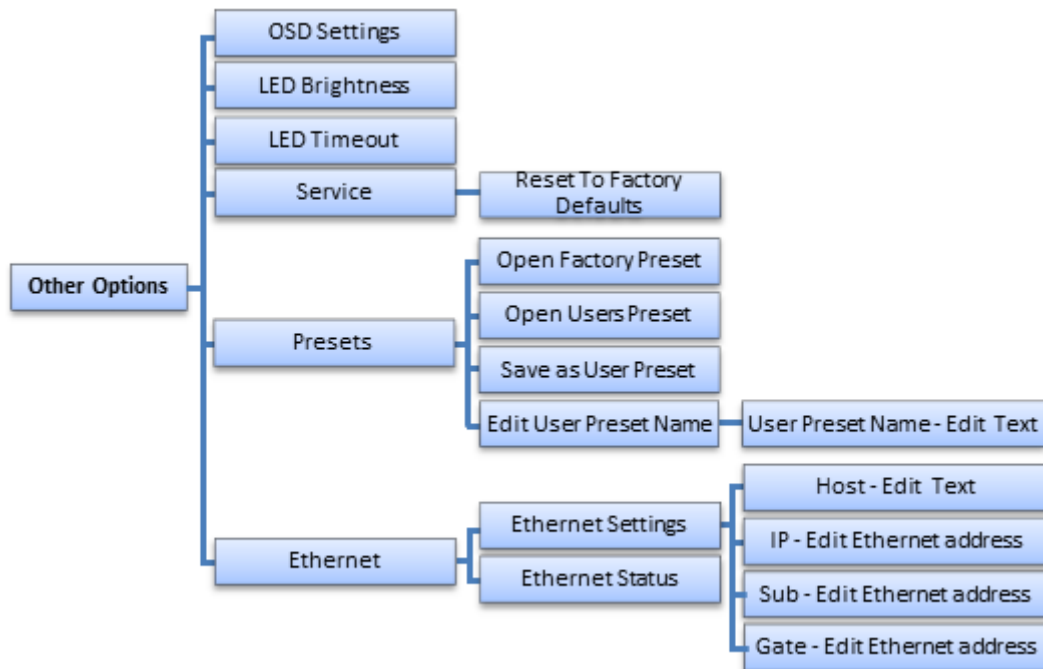 OSD Settings
LED Brightness
LED Timeout
Service
Reset To Factory
Defaults
Other Options
Presets
Open Factory Preset
Open Users Preset
Save as User Preset
Edit User Preset Name
User Preset Name - Edit Text
Ethernet
Ethernet Settings
Host - Edit Text
IP - Edit Ethernet address
Sub - Edit Ethernet address
Gate - Edit Ethernet address
Ethernet Status